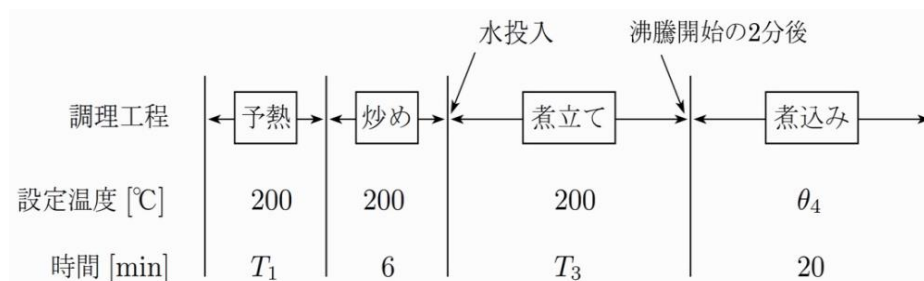 水投入 沸騰開始の2分後
調理工程 予熱 炒め 煮立て 煮込み
設定温度 [℃] 200 200 200 θ₄
時間 [min] T₁ 6 T₃ 20